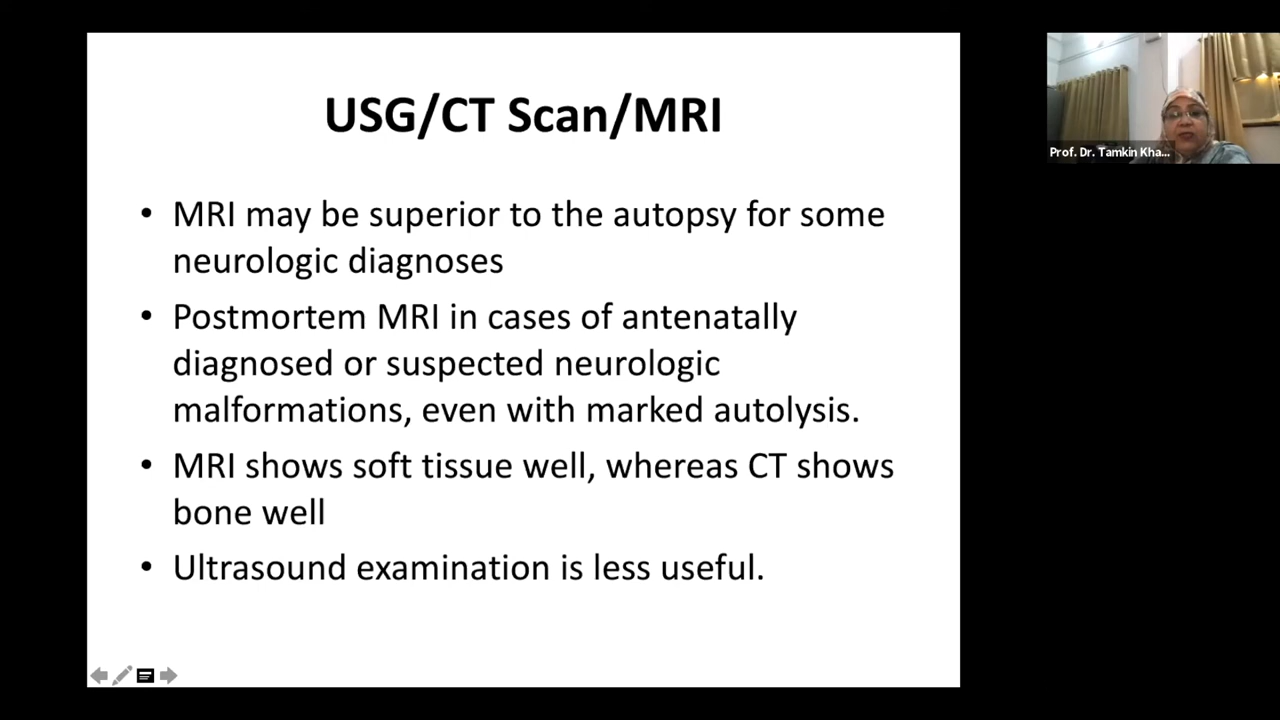 USG/CT Scan/MRI
• MRI may be superior to the autopsy for some
neurologic diagnoses
• Postmortem MRI in cases of antenatally
diagnosed or suspected neurologic
malformations, even with marked autolysis.
• MRI shows soft tissue well, whereas CT shows
bone well
• Ultrasound examination is less useful.
Prof. Dr. Tamkin Kha...